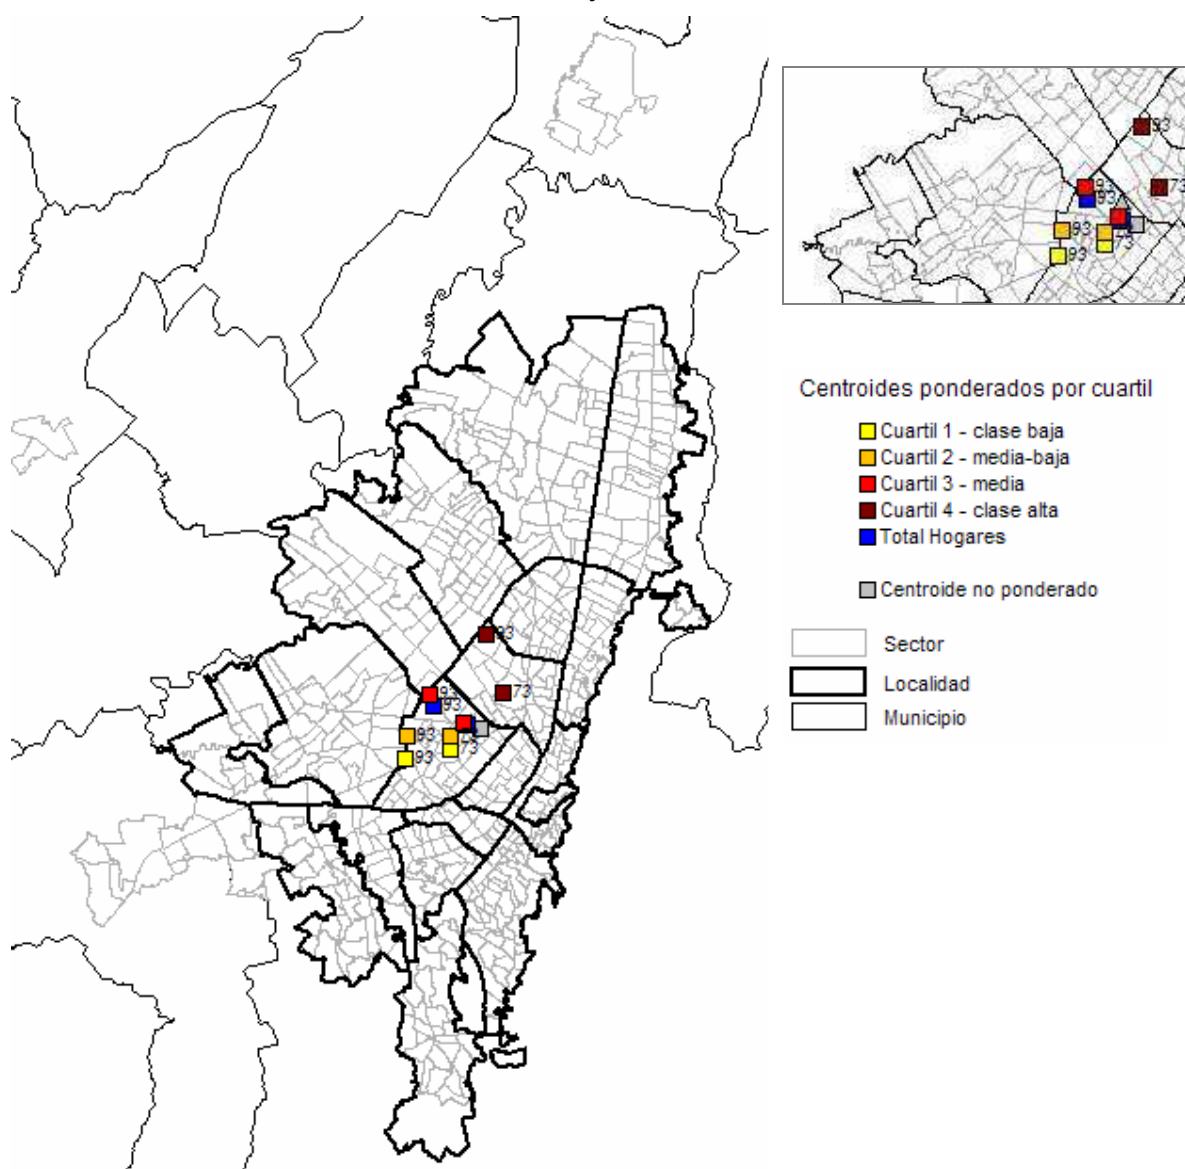 93
73
93
93
93
73
93
Centroides ponderados por cuartil
Cuartil 1 - clase baja
Cuartil 2 - media-baja
Cuartil 3 - media
Cuartil 4 - clase alta
Total Hogares
Centroide no ponderado
Sector
Localidad
Municipio
93
73
93
93
93
73
93